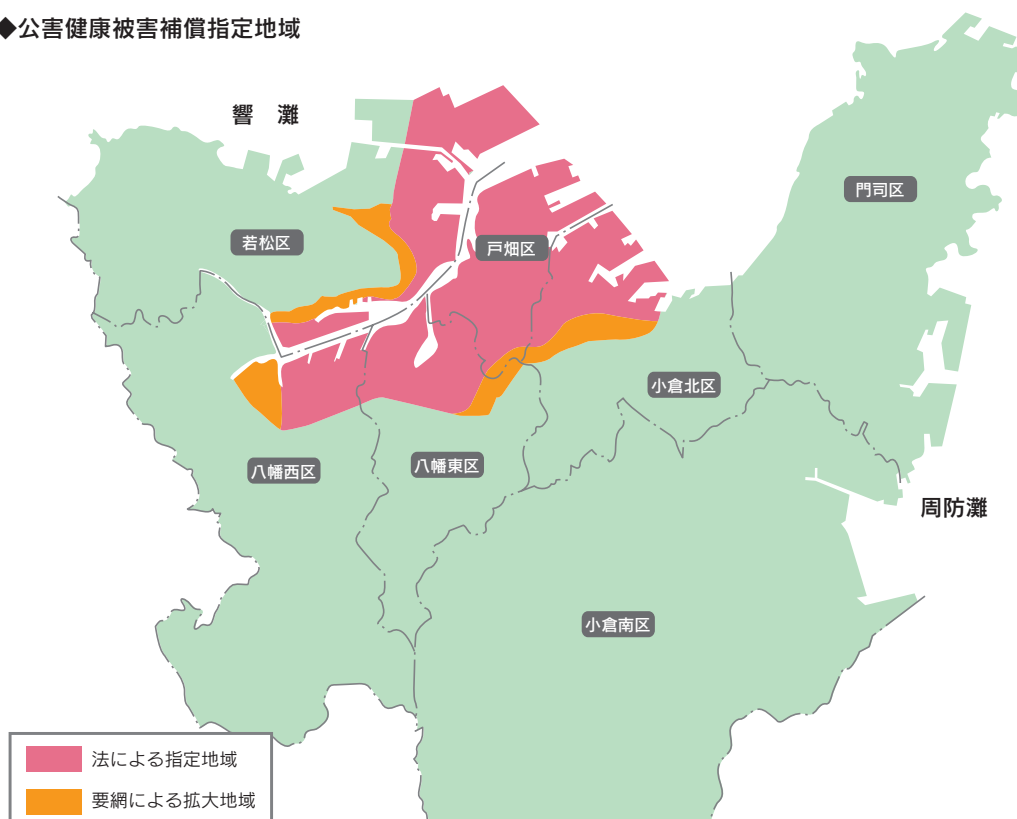 ◆公害健康被害補償指定地域
響　灘
門司区
若松区
戸畑区
小倉北区
八幡西区
八幡東区
周防灘
小倉南区
法による指定地域
要網による拡大地域